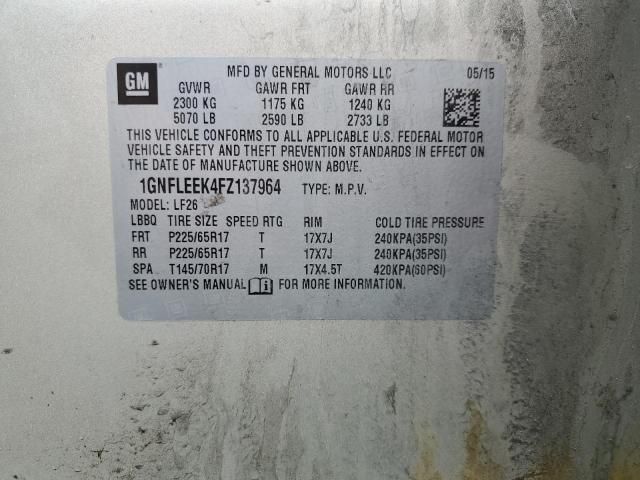 GM
MFD BY GENERAL MOTORS LLC 05/15
GVWR GAWR FRT GAWR RR
2300 KG 1175 KG 1240 KG
5070 LB 2590 LB 2733 LB
THIS VEHICLE CONFORMS TO ALL APPLICABLE U.S. FEDERAL MOTOR
VEHICLE SAFETY AND THEFT PREVENTION STANDARDS IN EFFECT ON
THE DATE OF MANUFACTURE SHOWN ABOVE.
1GNFLEEK4FZ137964 TYPE: M.P.V.
MODEL: LF26
LBBQ TIRE SIZE SPEED RTG RIM COLD TIRE PRESSURE
FRT P225/65R17 T 17X7J 240KPA(35PSI)
RR P225/65R17 T 17X7J 240KPA(35PSI)
SPA T145/70R17 M 17X4.5T 420KPA(60PSI)
SEE OWNER'S MANUAL FOR MORE INFORMATION.